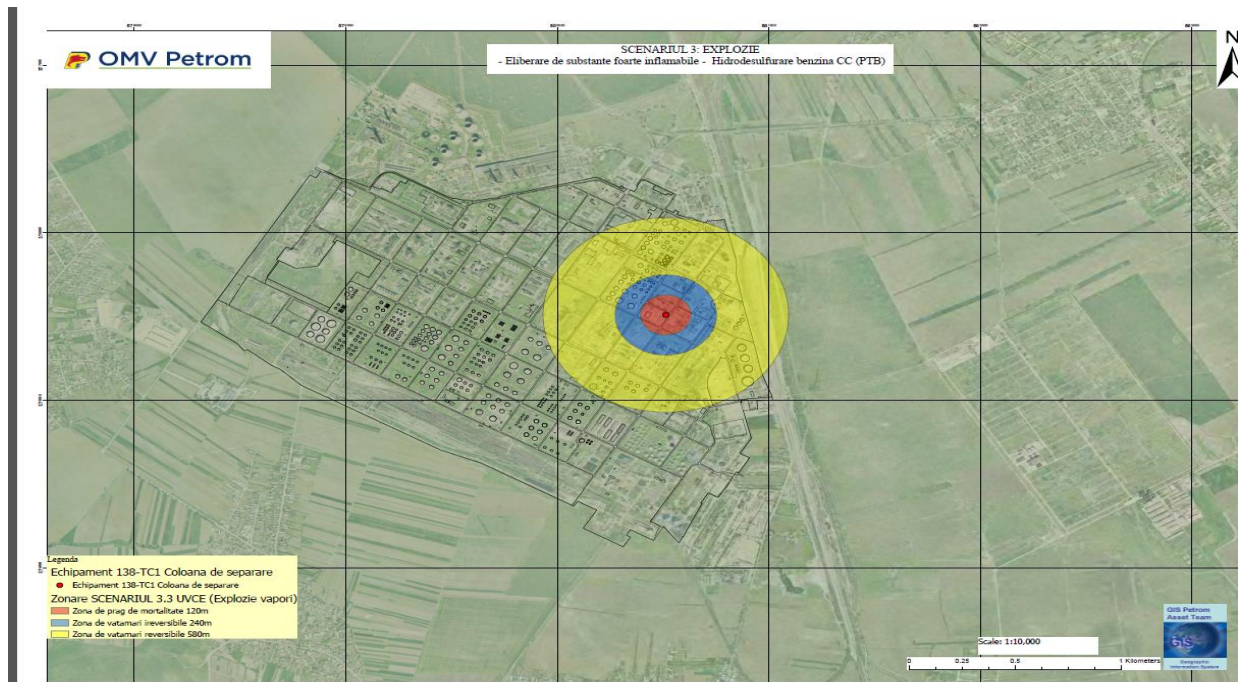 OMV Petrom
SCENARIUL 3: EXPLOZIE
- Eliberare de substante foarte inflamabile - Hidrodesulfurare benzina CC (PTB)
N
Legenda
Echipament 138-TC1 Coloana de separare
Echipament 138-TC1 Coloana de separare
Zonare SCENARIUL 3.3 UVCE (Explozie vapori)
Zona de prag de mortalitate 120m
Zona de vatamari ireversibile 240m
Zona de vatamari reversibile 580m
Scale: 1:10,000
0 0.25 0.5 1 Kilometers
GIS Petrom
Asset Team
GIS
Geographic
Information System